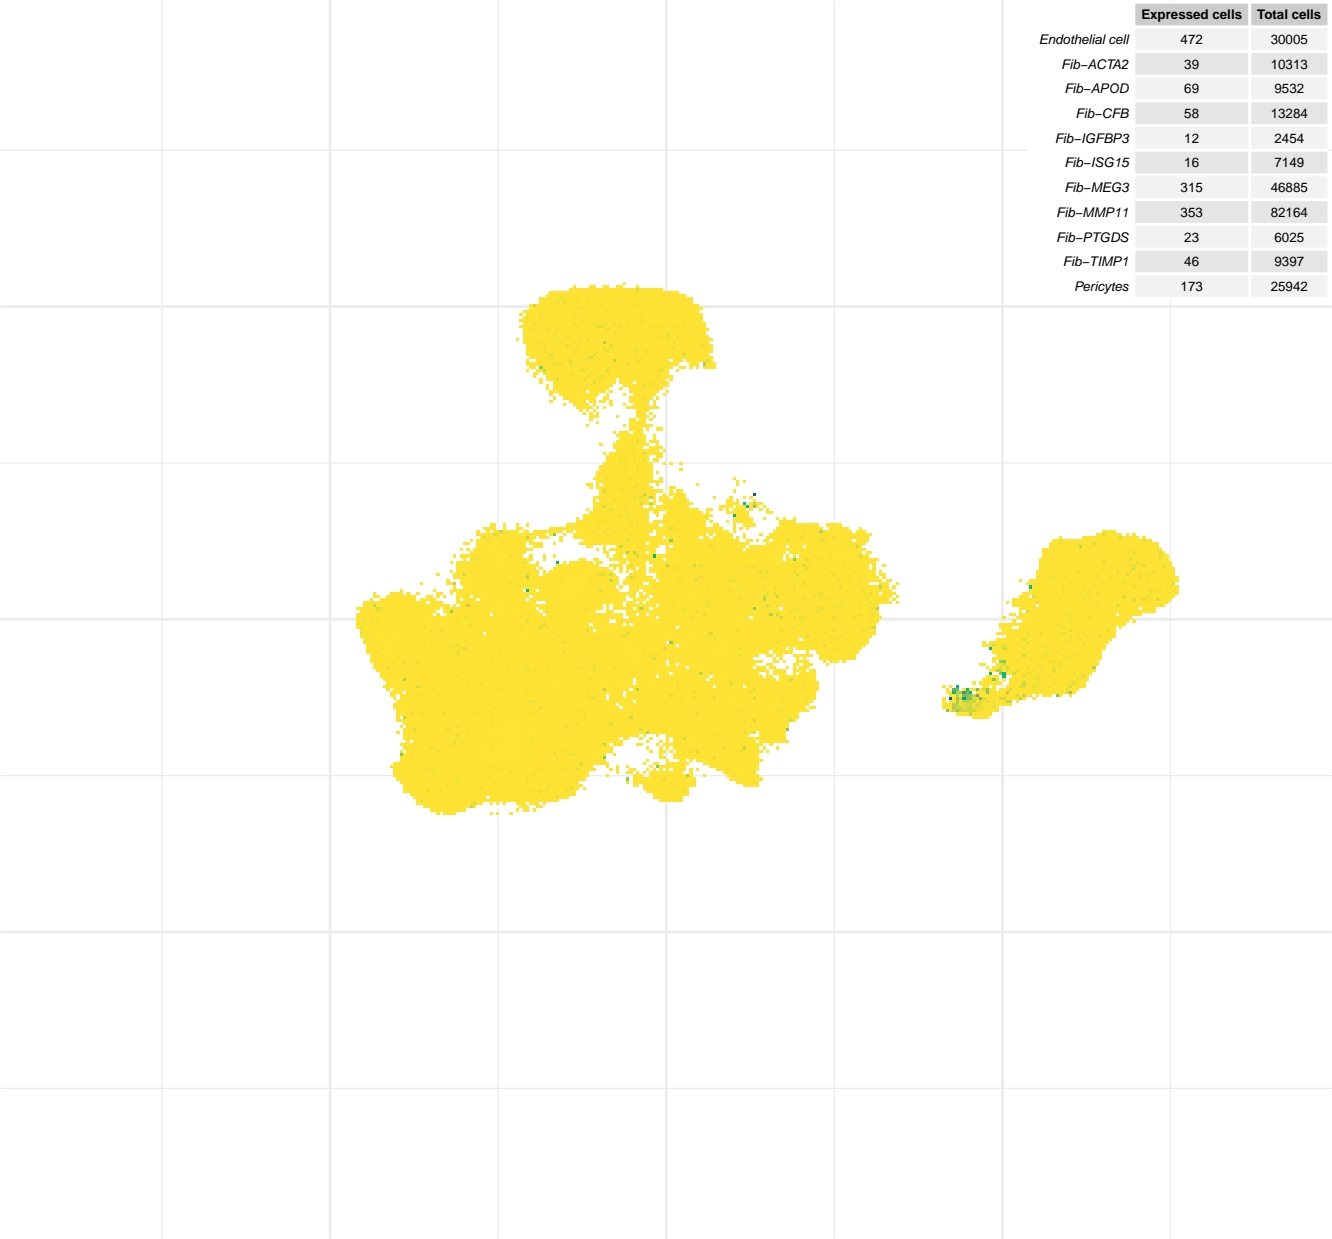 Expressed cells Total cells
Endothelial cell 472 30005
Fib−ACTA2 39 10313
Fib−APOD 69 9532
Fib−CFB 58 13284
Fib−IGFBP3 12 2454
Fib−ISG15 16 7149
Fib−MEG3 315 46885
Fib−MMP11 353 82164
Fib−PTGDS 23 6025
Fib−TIMP1 46 9397
Pericytes 173 25942